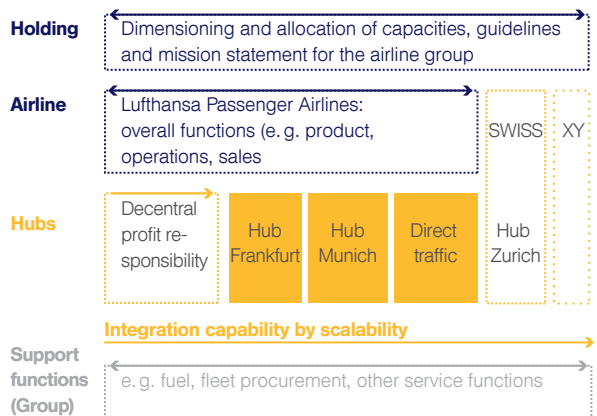 Holding
Dimensioning and allocation of capacities, guidelines
and mission statement for the airline group
Airline
Lufthansa Passenger Airlines:
overall functions (e. g. product,
operations, sales
SWISS
XY
Hubs
Decentral
profit re-
sponsibility
Hub
Frankfurt
Hub
Munich
Direct
traffic
Hub
Zurich
Integration capability by scalability
Support
functions
(Group)
e. g. fuel, fleet procurement, other service functions